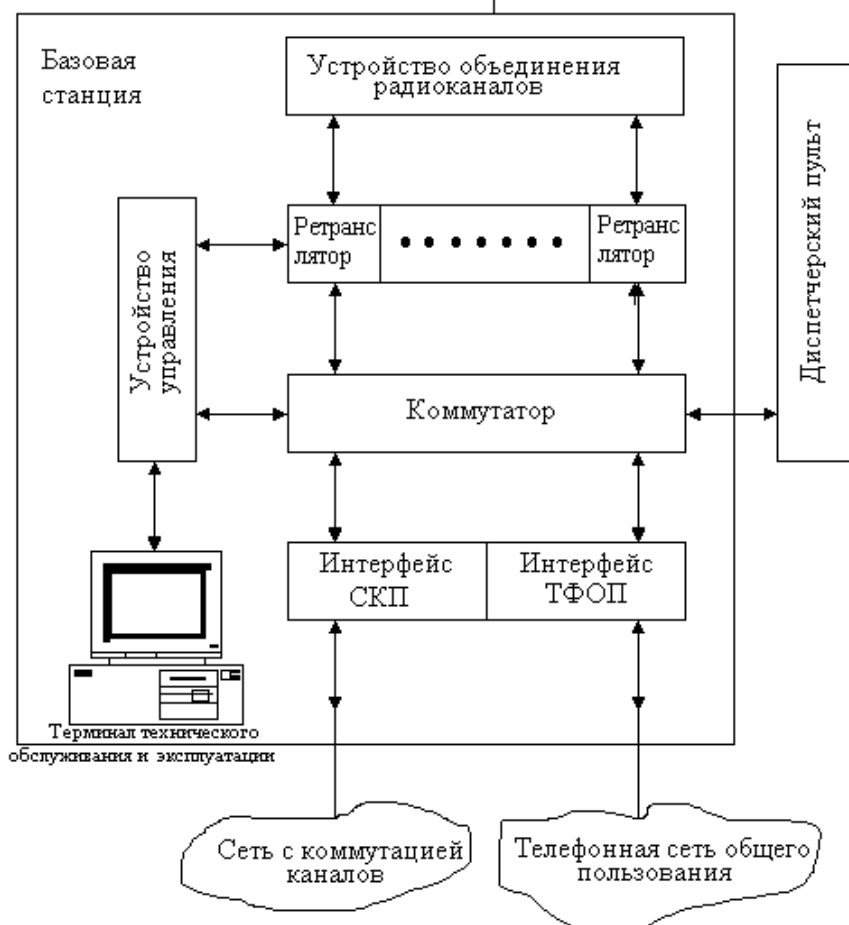 Базовая
станция
Устройство объединения
радиоканалов
Диспетчерский пульт
Ретранс
лятор
Ретранс
лятор
Устройство
управления
Коммутатор
Интерфейс
СКП
Интерфейс
ТФОП
Терминал технического
обслуживания и эксплуатации
Сеть с коммутацией
каналов
Телефонная сеть общего
пользования